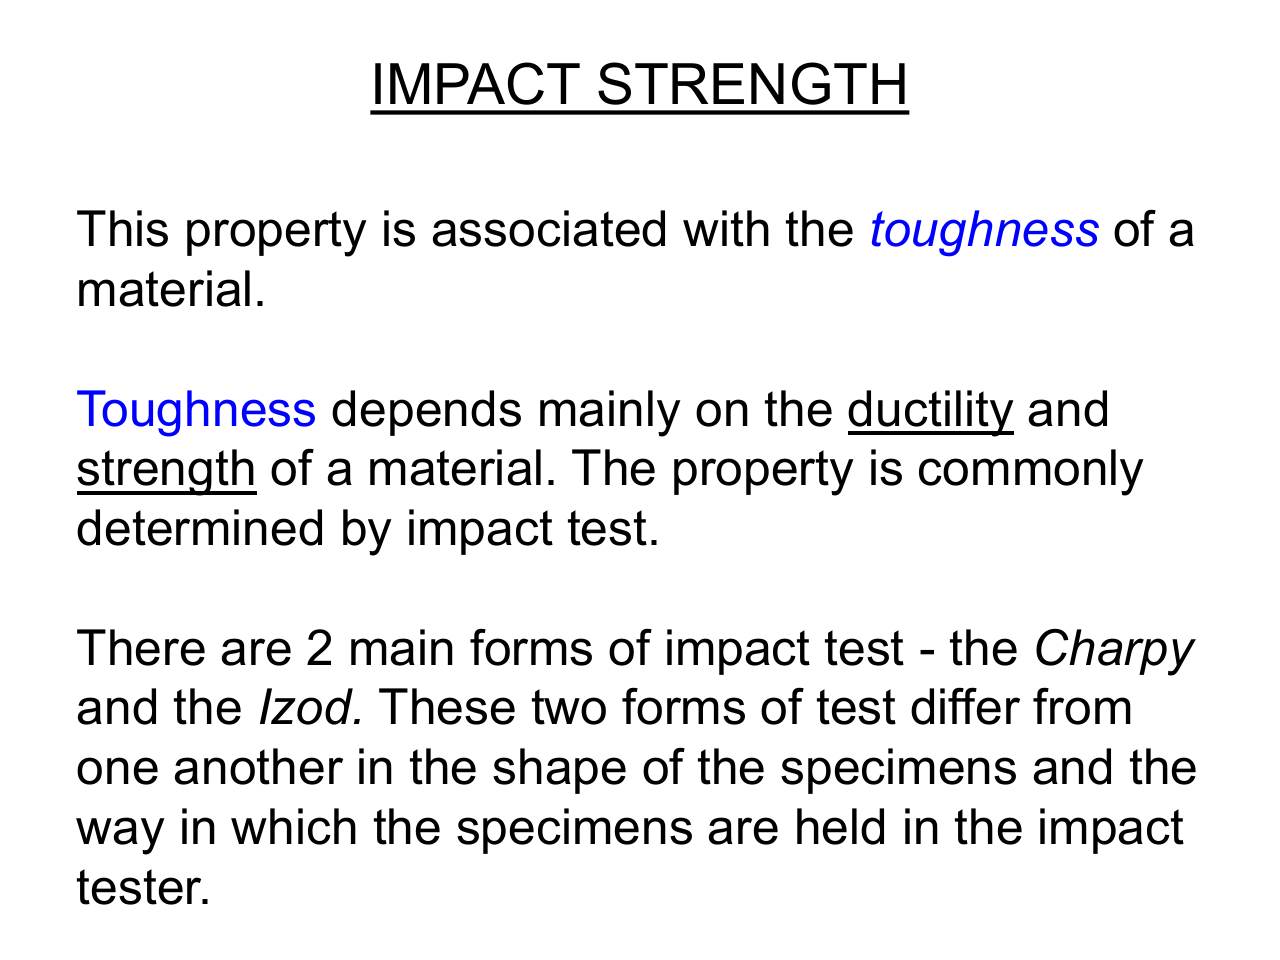 IMPACT STRENGTH
This property is associated with the toughness of a
material.
Toughness depends mainly on the ductility and
strength of a material. The property is commonly
determined by impact test.
There are 2 main forms of impact test - the Charpy
and the Izod. These two forms of test differ from
one another in the shape of the specimens and the
way in which the specimens are held in the impact
tester.